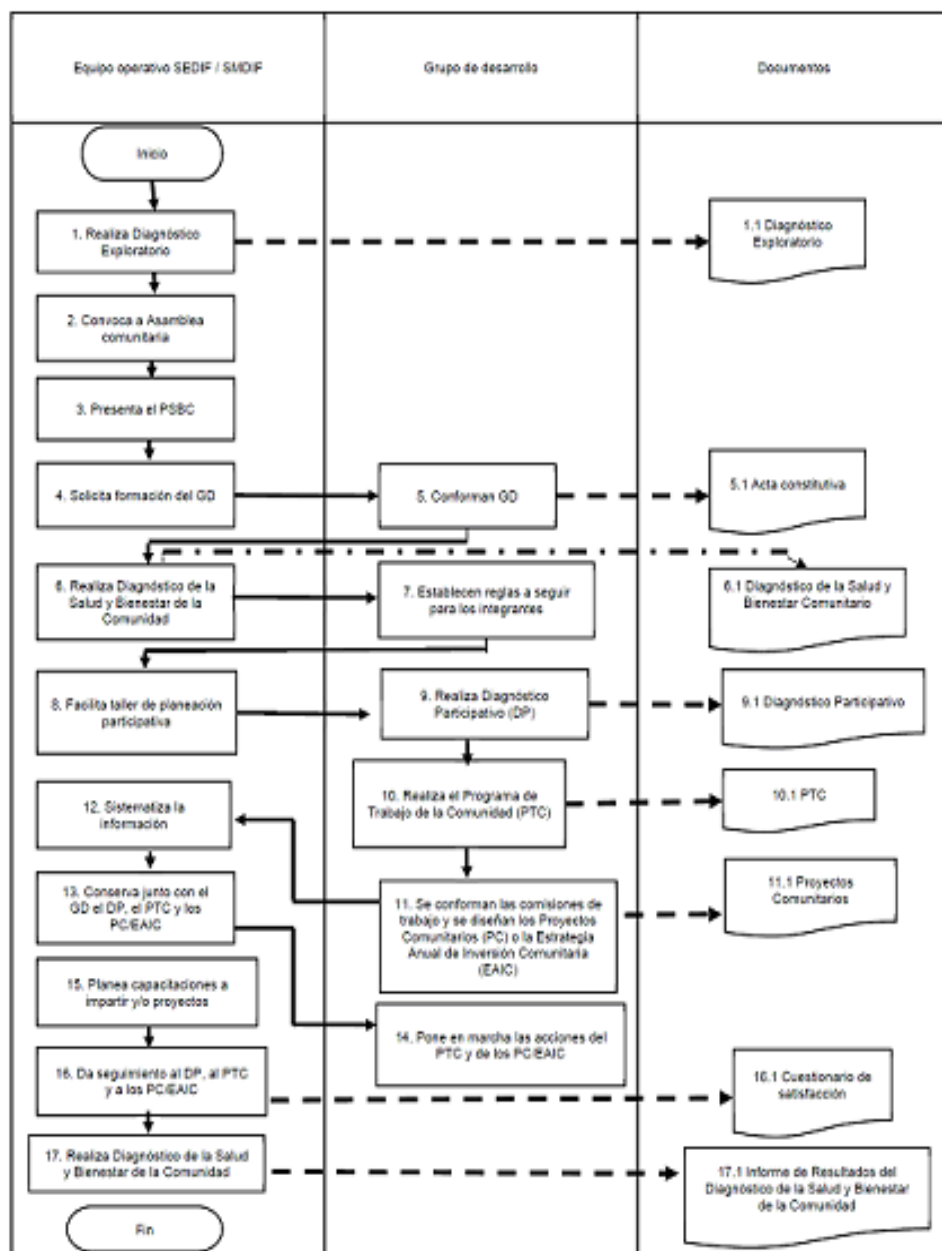 Equipo operativo SEDIF / SMDIF
Grupo de desarrollo
Documentos
Inicio
1. Realiza Diagnóstico
Exploratorio
1.1 Diagnóstico
Exploratorio
2. Convoca a Asamblea
comunitaria
3. Presenta el PSBC
4. Solicita formación del GD
5. Conforman GD
5.1 Acta constitutiva
6. Realiza Diagnóstico de la
Salud y Bienestar de la
Comunidad
7. Establecen reglas a seguir
para los integrantes
6.1 Diagnóstico de la Salud y
Bienestar Comunitario
8. Facilita taller de planeación
participativa
9. Realiza Diagnóstico
Participativo (DP)
9.1 Diagnóstico Participativo
10. Realiza el Programa de
Trabajo de la Comunidad (PTC)
10.1 PTC
12. Sistematiza la
información
11. Se conforman las comisiones de
trabajo y se diseñan los Proyectos
Comunitarios (PC) o la Estrategia
Anual de Inversión Comunitaria
(EAIC)
11.1 Proyectos
Comunitarios
13. Conserva junto con el
GD el DP, el PTC y los
PC/EAIC
14. Pone en marcha las acciones del
PTC y de los PC/EAIC
15. Planea capacitaciones a
impartir y/o proyectos
16. Da seguimiento al DP, al PTC
y a los PC/EAIC
16.1 Cuestionario de
satisfacción
17. Realiza Diagnóstico de la Salud
y Bienestar de la Comunidad
17.1 Informe de Resultados del
Diagnóstico de la Salud y Bienestar
de la Comunidad
Fin